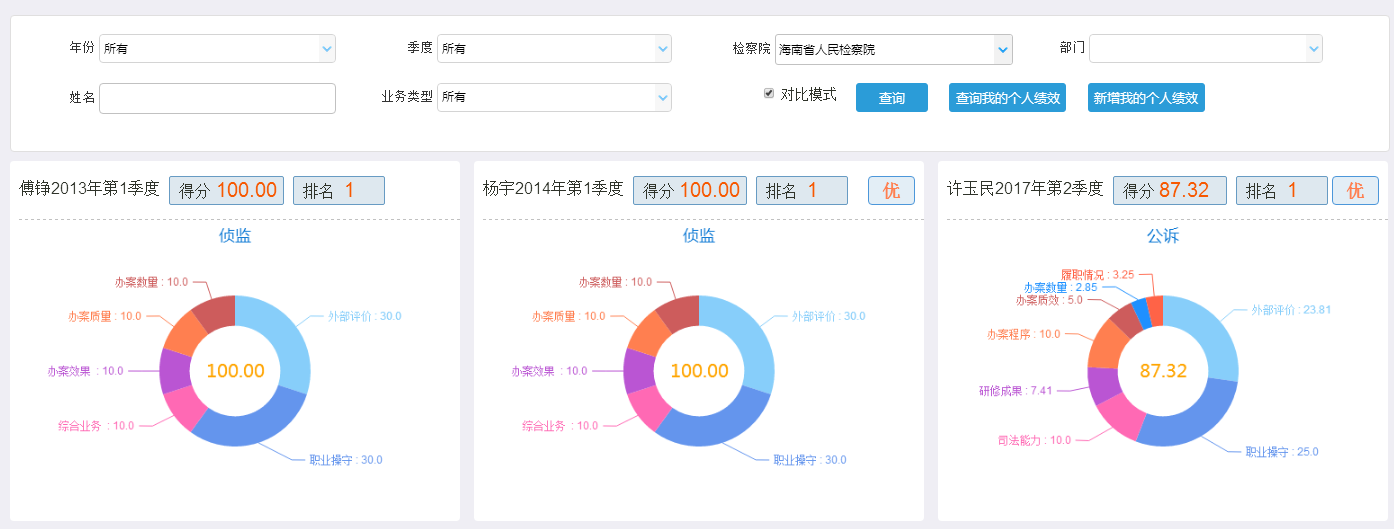 年份 所有 季度 所有 检察院 海南省人民检察院 部门
姓名 业务类型 所有 对比模式 查询 查询我的个人绩效 新增我的个人绩效
傅铮2013年第1季度 得分 100.00 排名 1
侦监
办案数量 : 10.0
办案质量 : 10.0
外部评价 : 30.0
办案效果 : 10.0
100.00
综合业务 : 10.0
职业操守 : 30.0
杨宇2014年第1季度 得分 100.00 排名 1 优
侦监
办案数量 : 10.0
办案质量 : 10.0
外部评价 : 30.0
办案效果 : 10.0
100.00
综合业务 : 10.0
职业操守 : 30.0
许玉民2017年第2季度 得分 87.32 排名 1 优
公诉
履职情况 : 3.25
办案数量 : 2.85
办案质效 : 5.0
外部评价 : 23.81
办案程序 : 10.0
87.32
研修成果 : 7.41
司法能力 : 10.0
职业操守 : 25.0